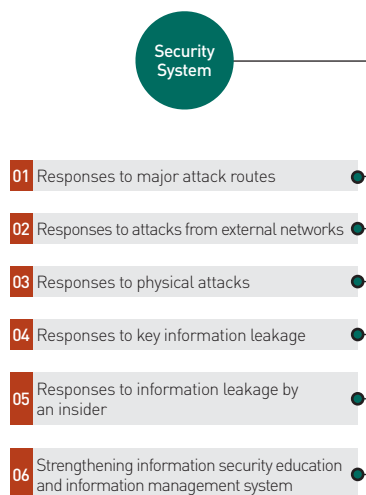 Security
System
01 Responses to major attack routes
02 Responses to attacks from external networks
03 Responses to physical attacks
04 Responses to key information leakage
05 Responses to information leakage by
an insider
06 Strengthening information security education
and information management system